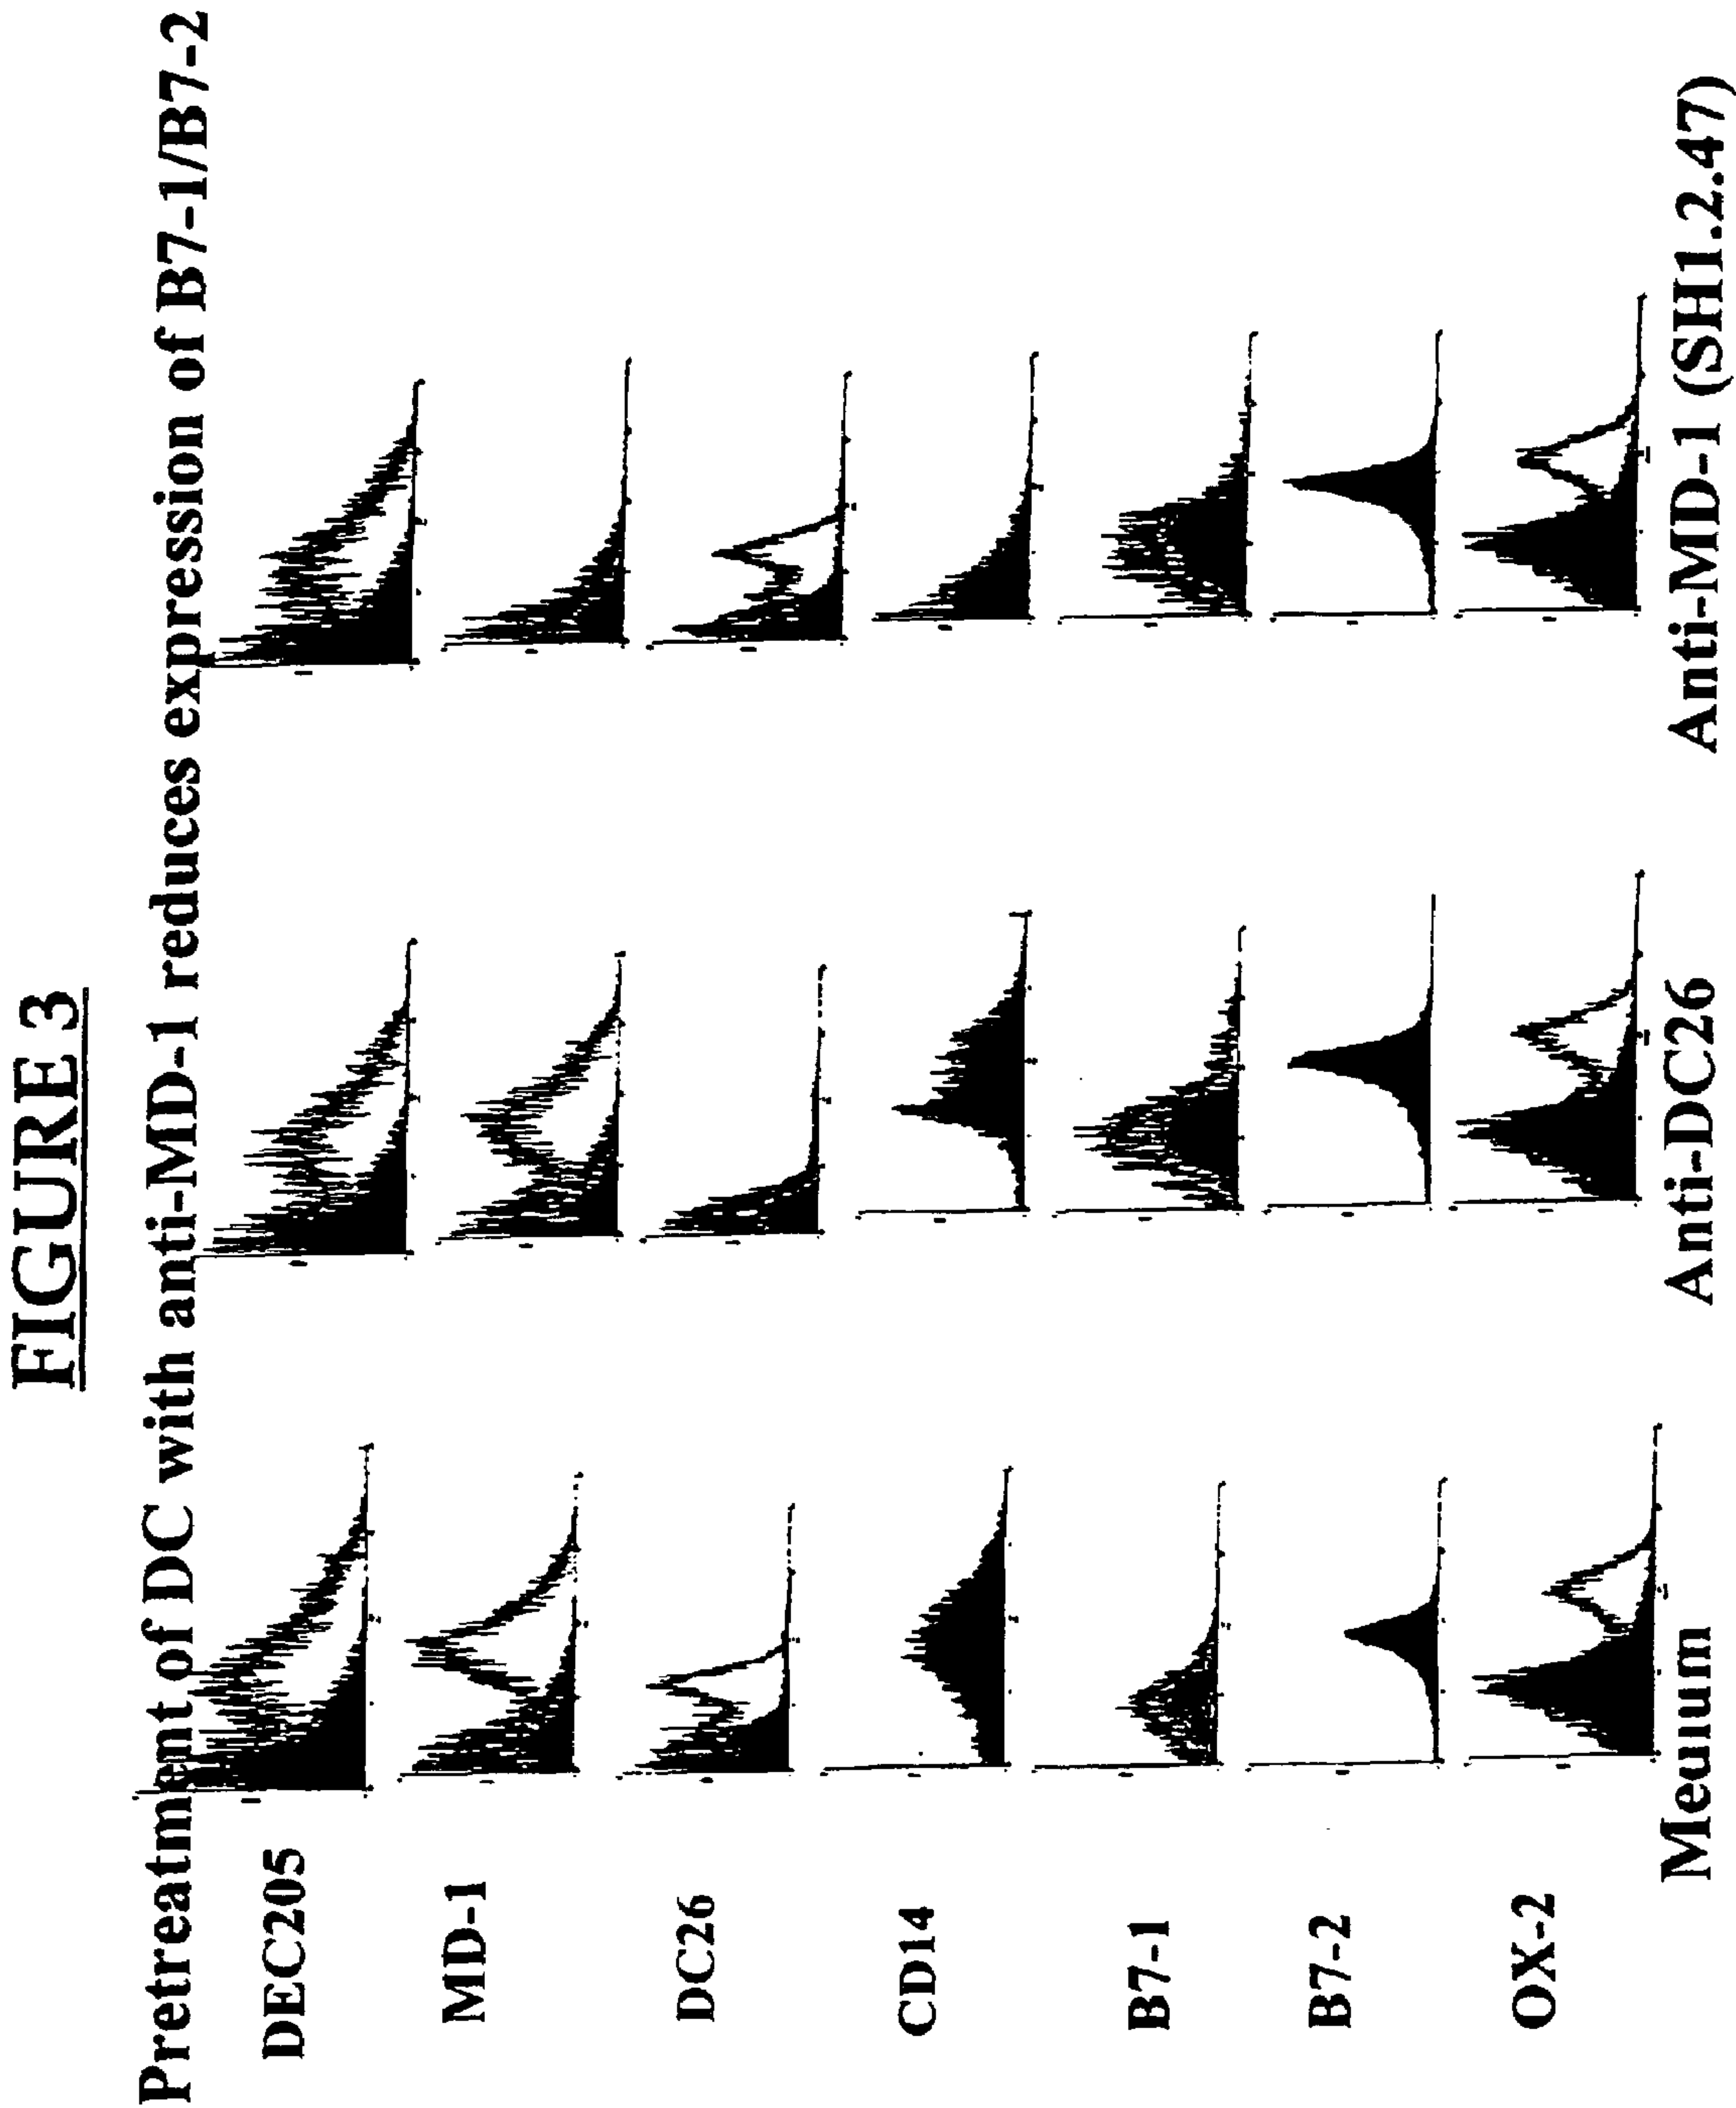 FIGURE 3
Pretreatment of DC with anti-MD-1 reduces expression of B7-1/B7-2
DEC205
MD-1
DC26
CD14
B7-1
B7-2
OX-2
Meuium
Anti-DC26
Anti-MD-1 (SH1.2.47)